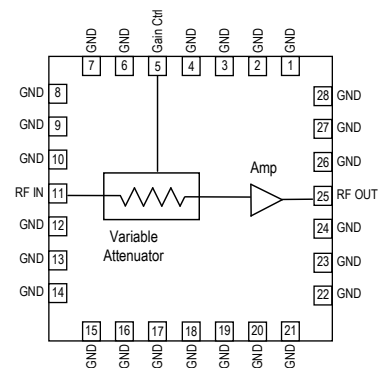 GND GND Gain Ctrl GND GND GND GND
7 6 5 4 3 2 1
GND 8
28 GND
GND 9
27 GND
GND 10
26 GND
Amp
RF IN 11
25 RF OUT
GND 12
24 GND
Variable
Attenuator
GND 13
23 GND
GND 14
22 GND
15 16 17 18 19 20 21
GND GND GND GND GND GND GND